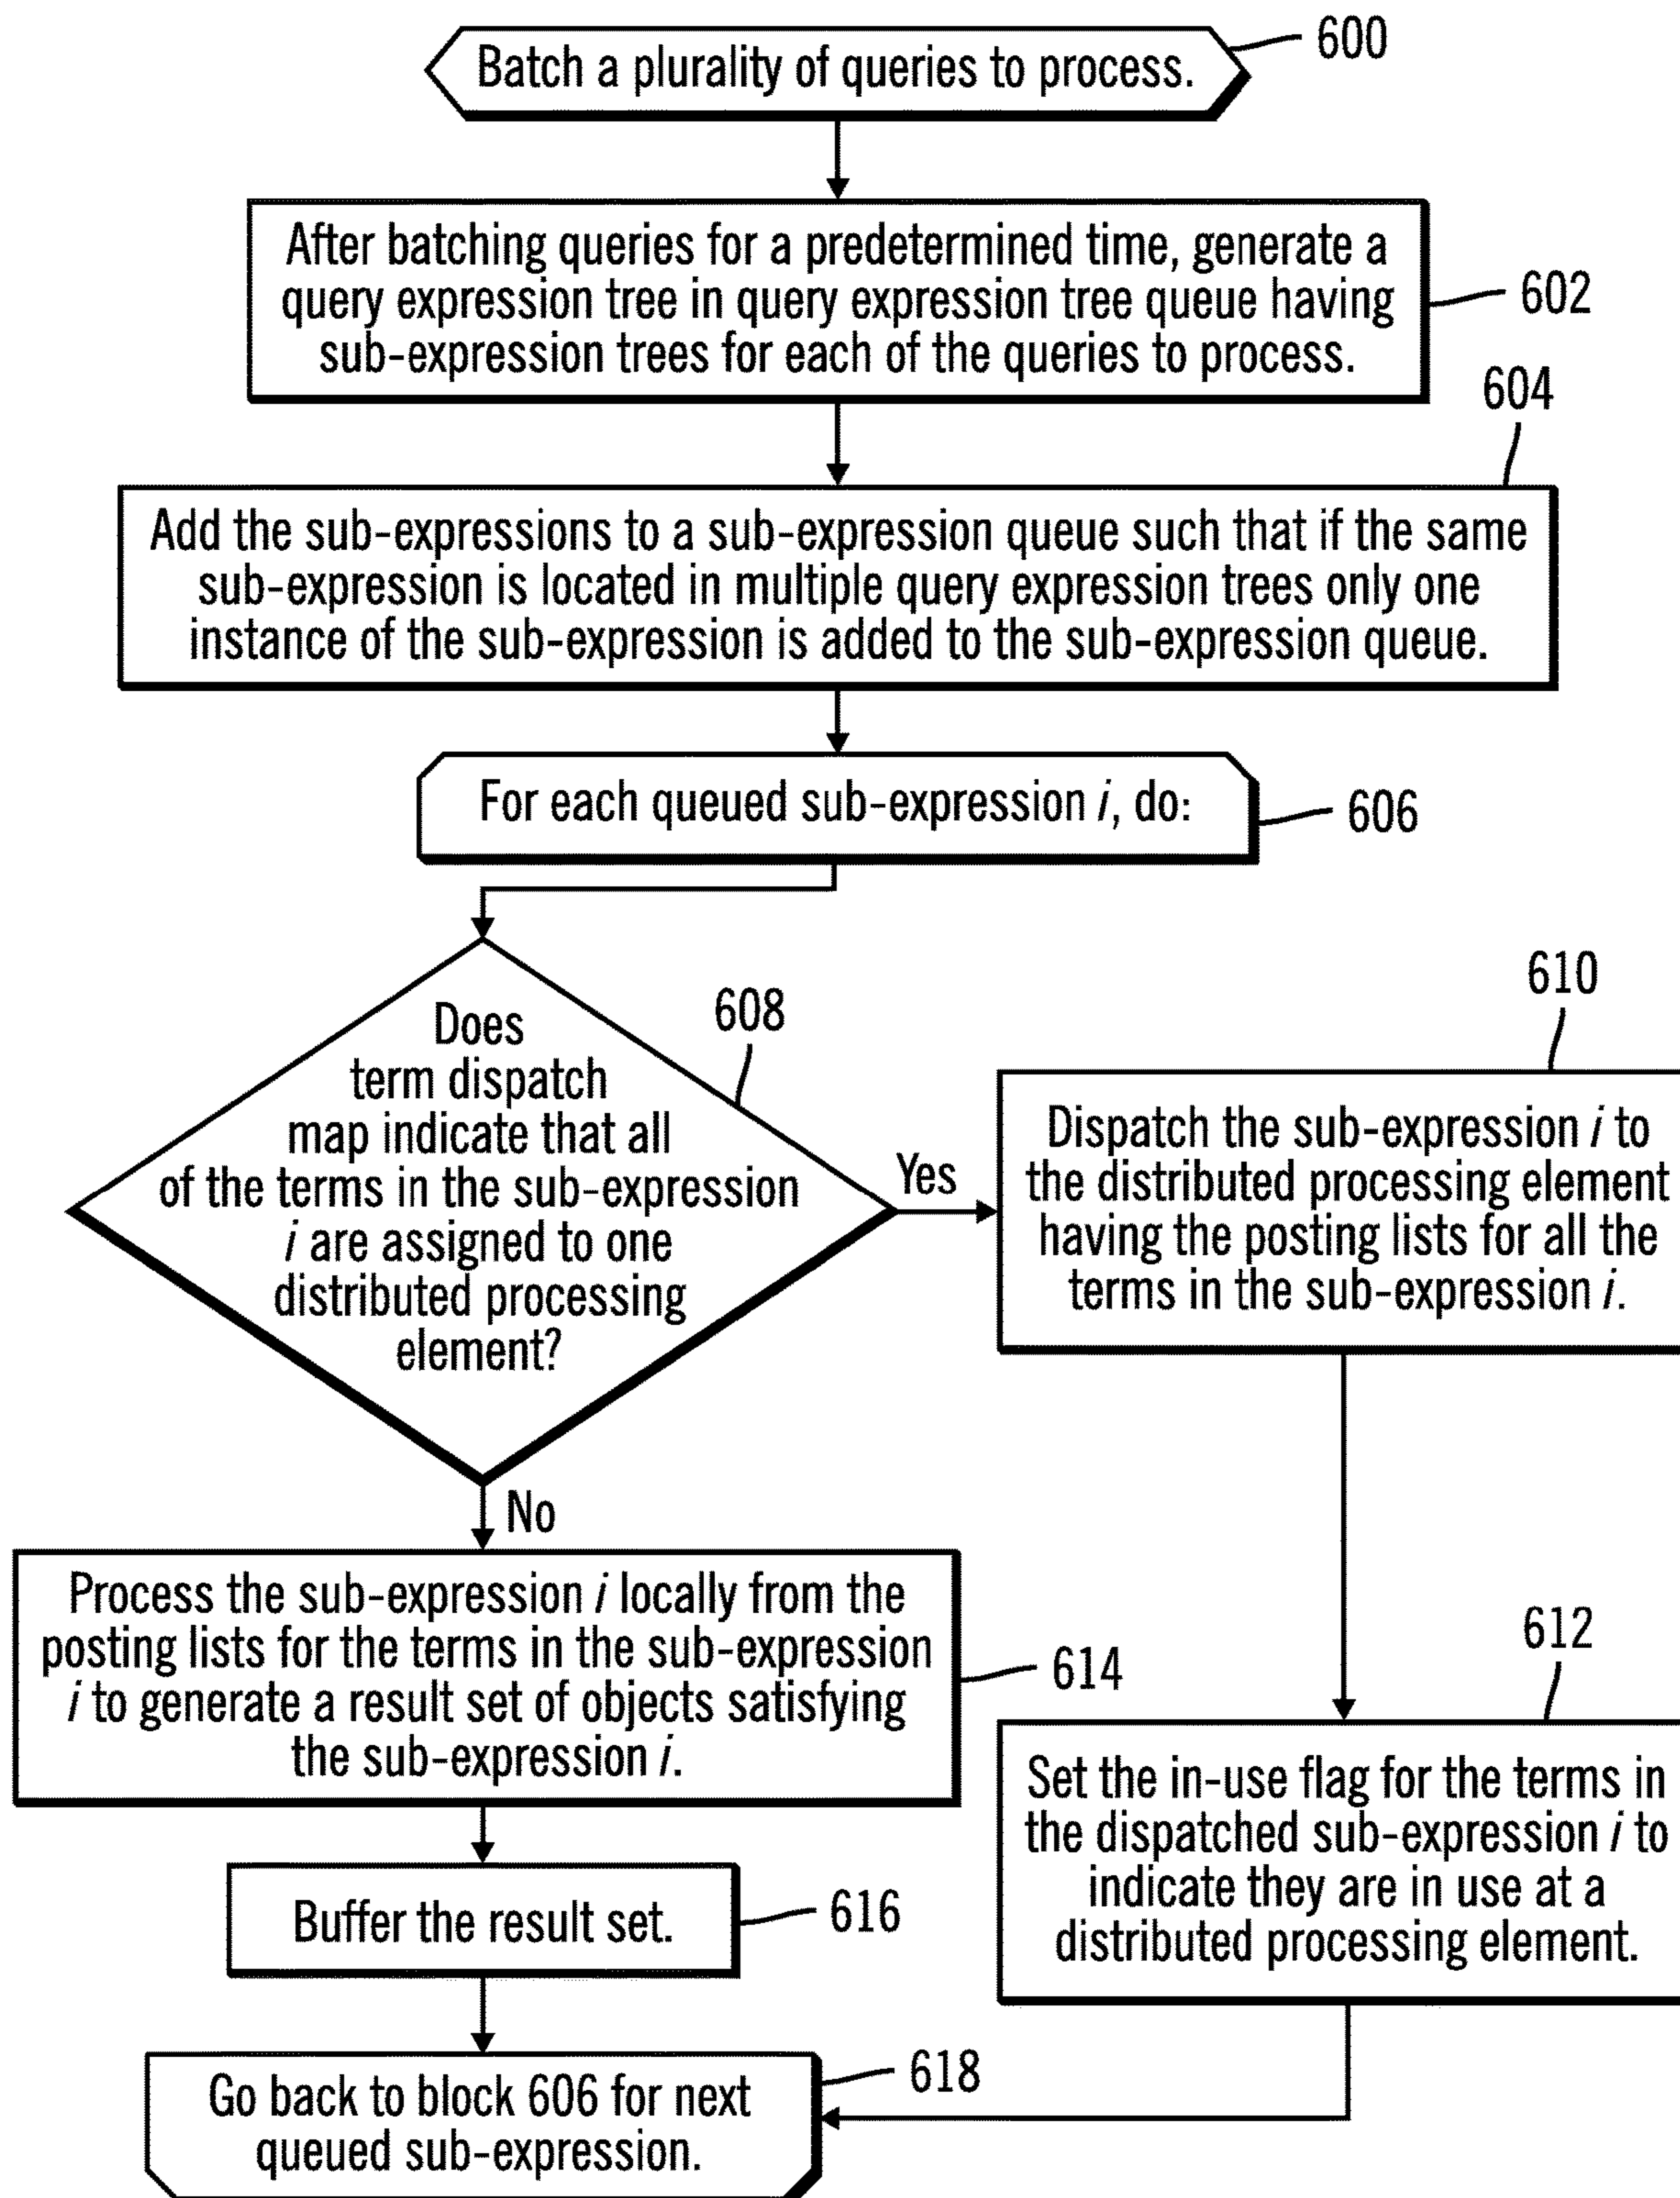 Batch a plurality of queries to process.
600
After batching queries for a predetermined time, generate a
query expression tree in query expression tree queue having
sub-expression trees for each of the queries to process.
602
604
Add the sub-expressions to a sub-expression queue such that if the same
sub-expression is located in multiple query expression trees only one
instance of the sub-expression is added to the sub-expression queue.
For each queued sub-expression i, do:
606
Does
term dispatch
map indicate that all
of the terms in the sub-expression
i are assigned to one
distributed processing
element?
608
Yes
610
Dispatch the sub-expression i to
the distributed processing element
having the posting lists for all the
terms in the sub-expression i.
No
Process the sub-expression i locally from the
posting lists for the terms in the sub-expression
i to generate a result set of objects satisfying
the sub-expression i.
614
612
Set the in-use flag for the terms in
the dispatched sub-expression i to
indicate they are in use at a
distributed processing element.
Buffer the result set.
616
Go back to block 606 for next
queued sub-expression.
618